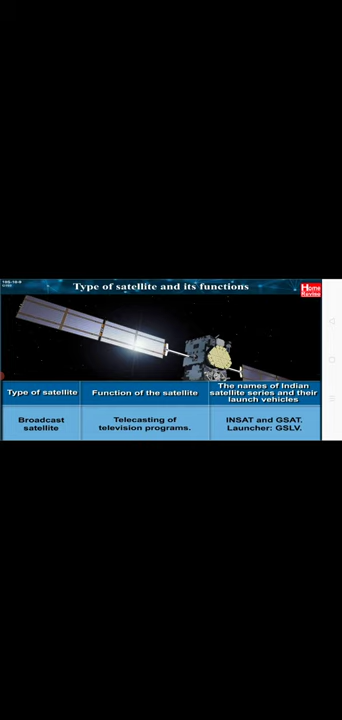 Type of satellite and its functions
Home
Revise
Type of satellite
Function of the satellite
The names of Indian
satellite series and their
launch vehicles
Broadcast
satellite
Telecasting of
television programs.
INSAT and GSAT.
Launcher: GSLV.